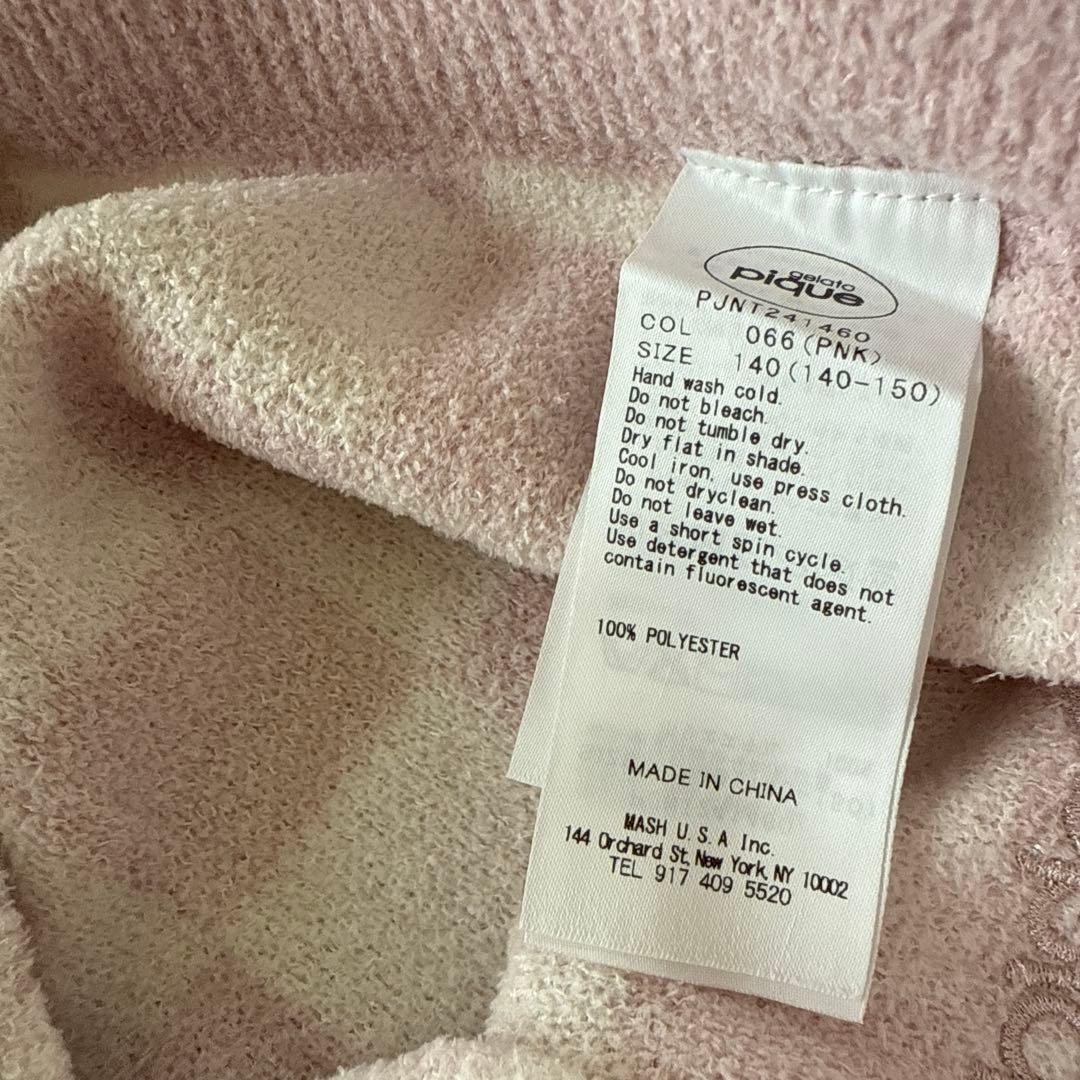 gelato
pique
PJNT241460
COL 066(PNK)
SIZE 140(140-150)
Hand wash cold.
Do not bleach.
Do not tumble dry.
Dry flat in shade.
Cool iron, use press cloth.
Do not dryclean.
Do not leave wet.
Use a short spin cycle.
Use detergent that does not
contain fluorescent agent.
100% POLYESTER
MADE IN CHINA
MASH U.S.A Inc.
144 Orchard St, New York, NY 10002
TEL 917 409 5520